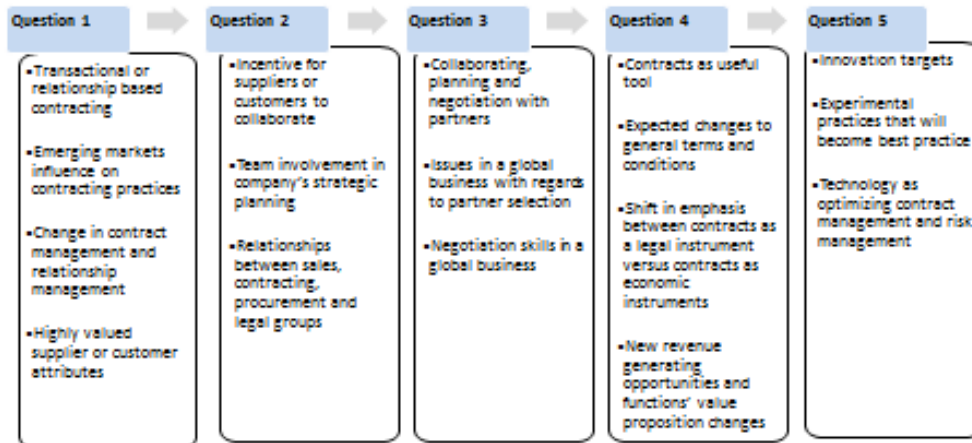 Question 1
▪Transactional or
relationship based
contracting
▪Emerging markets
influence on
contracting practices
▪Change in contract
management and
relationship
management
▪Highly valued
supplier or customer
attributes
Question 2
▪Incentive for
suppliers or
customers to
collaborate
▪Team involvement in
company's strategic
planning
▪Relationships
between sales,
contracting,
procurement and
legal groups
Question 3
▪Collaborating,
planning and
negotiation with
partners
▪Issues in a global
business with regards
to partner selection
▪Negotiation skills in a
global business
Question 4
▪Contracts as useful
tool
▪Expected changes to
general terms and
conditions
▪Shift in emphasis
between contracts as
a legal instrument
versus contracts as
economic
instruments
▪New revenue
generating
opportunities and
functions' value
proposition changes
Question 5
▪Innovation targets
▪Experimental
practices that will
become best practice
▪Technology as
optimizing contract
management and risk
management